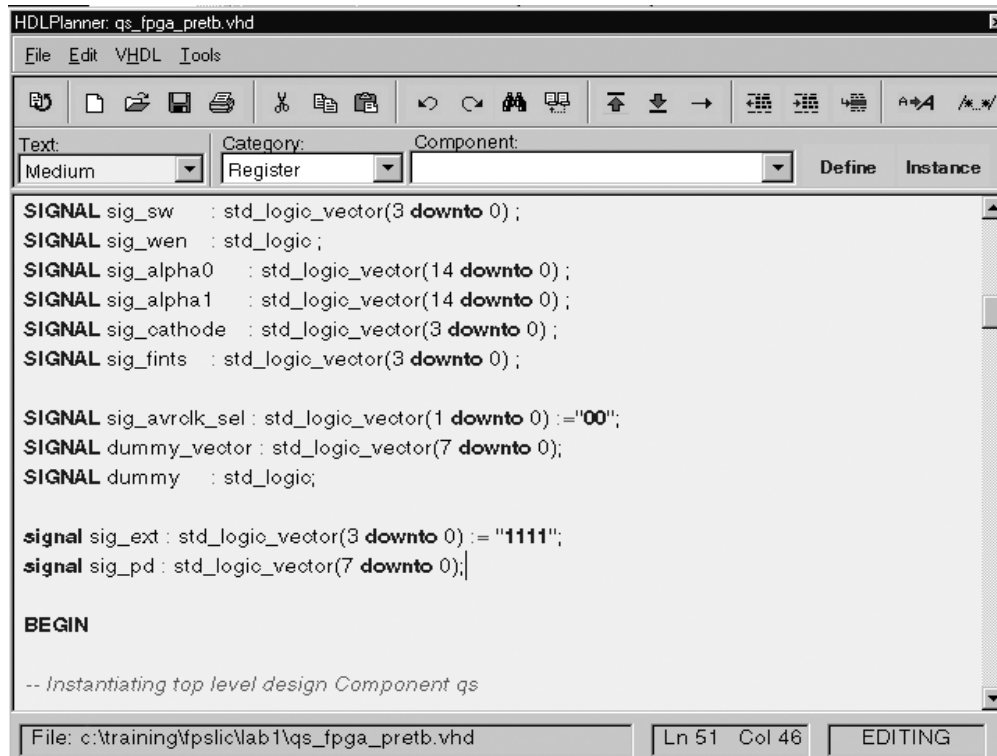 HDLPlanner: qs_fpga_pretb.vhd
File Edit VHDL Tools
A A /*..*/
Text: Category: Component:
Medium Register Define Instance
SIGNAL sig_sw : std_logic_vector(3 downto 0) ;
SIGNAL sig_wen : std_logic ;
SIGNAL sig_alpha0 : std_logic_vector(14 downto 0) ;
SIGNAL sig_alpha1 : std_logic_vector(14 downto 0) ;
SIGNAL sig_cathode : std_logic_vector(3 downto 0) ;
SIGNAL sig_fints : std_logic_vector(3 downto 0) ;
SIGNAL sig_avrclk_sel : std_logic_vector(1 downto 0) :="00";
SIGNAL dummy_vector : std_logic_vector(7 downto 0);
SIGNAL dummy : std_logic;
signal sig_ext : std_logic_vector(3 downto 0) := "1111";
signal sig_pd : std_logic_vector(7 downto 0);
BEGIN
-- Instantiating top level design Component qs
File: c:\training\fpslic\lab1\qs_fpga_pretb.vhd Ln 51 Col 46 EDITING